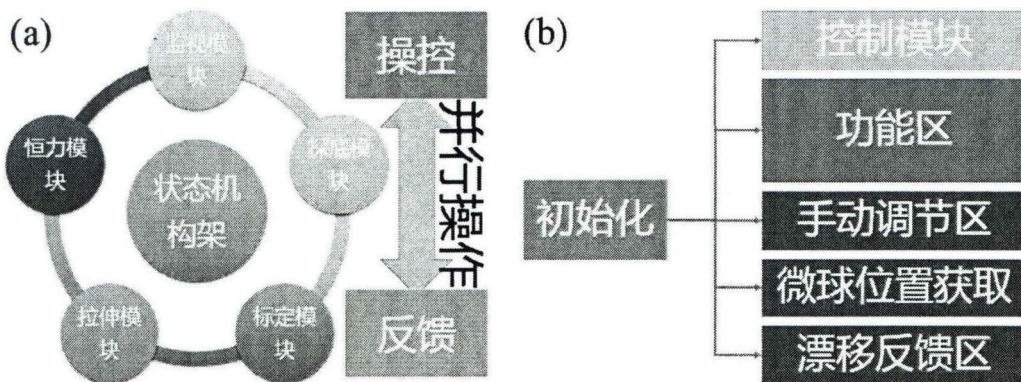 (a)
监视模
块
恒力模
块
探底模
块
状态机
构架
拉伸模
块
标定模
块
操控
并行操作
反馈
(b)
初始化
控制模块
功能区
手动调节区
微球位置获取
漂移反馈区